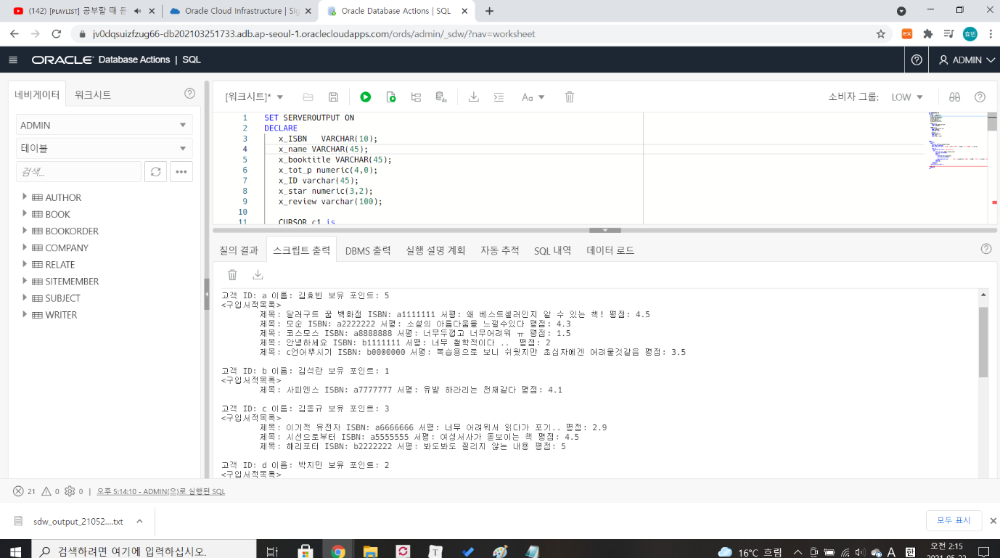 (142) [PLAYLIST] 공부할 때 듣
Oracle Cloud Infrastructure | Sig
Oracle Database Actions | SQL
jv0dqsuizfzug66-db202103251733.adb.ap-seoul-1.oraclecloudapps.com/ords/admin/_sdw/?nav=worksheet
EX
효빈
ORACLE Database Actions | SQL
ADMIN
네비게이터
워크시트
[워크시트]*
Aa
소비자 그룹: LOW
ADMIN
테이블
검색...
AUTHOR
BOOK
BOOKORDER
COMPANY
RELATE
SITEMEMBER
SUBJECT
WRITER
1 SET SERVEROUTPUT ON
2 DECLARE
3 x_ISBN VARCHAR(10);
4 x_name VARCHAR(45);
5 x_booktitle VARCHAR(45);
6 x_tot_p numeric(4,0);
7 x_ID varchar(45);
8 x_star numeric(3,2);
9 x_review varchar(100);
10
11 CURSOR c1 is
질의 결과
스크립트 출력
DBMS 출력
실행 설명 계획
자동 추적
SQL 내역
데이터 로드
고객 ID: a 이름: 김효빈 보유 포인트: 5
<구입서적목록>
제목: 달러구트 꿈 백화점 ISBN: a1111111 서평: 왜 베스트셀러인지 알 수 있는 책! 평점: 4.5
제목: 모순 ISBN: a2222222 서평: 소설의 아름다움을 느낄수있다 평점: 4.3
제목: 코스모스 ISBN: a8888888 서평: 너무두껍고 너무어려워 ㅠ 평점: 1.5
제목: 안녕하세요 ISBN: b1111111 서평: 너무 철학적이다 .. 평점: 2
제목: c언어뿌시기 ISBN: b0000000 서평: 복습용으로 보니 쉬웠지만 초심자에겐 어려울것같음 평점: 3.5
고객 ID: b 이름: 김석란 보유 포인트: 1
<구입서적목록>
제목: 사피엔스 ISBN: a7777777 서평: 유발 하라리는 천재같다 평점: 4.1
고객 ID: c 이름: 김동규 보유 포인트: 3
<구입서적목록>
제목: 이기적 유전자 ISBN: a6666666 서평: 너무 어려워서 읽다가 포기.. 평점: 2.9
제목: 시선으로부터 ISBN: a5555555 서평: 여성서사가 돋보이는 책 평점: 4.5
제목: 해리포터 ISBN: b2222222 서평: 봐도봐도 질리지 않는 내용 평점: 5
고객 ID: d 이름: 박지민 보유 포인트: 2
<구입서적목록>
21 0 0 | 오후 5:14:10 - ADMIN(으)로 실행된 SQL
sdw_output_21052....txt
모두 표시
검색하려면 여기에 입력하십시오.
T
16°C 흐림
A
한
오전 2:15